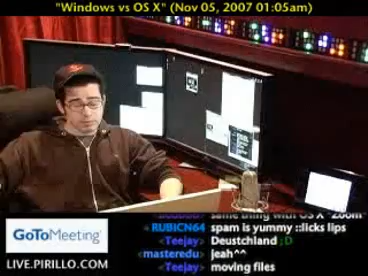 "Windows vs OS X" (Nov 05, 2007 01:05am)
same thing with OS X "Zoom"
RUBiCN64 spam is yummy ::licks lips
<Teejay> Deustchland ;D
<masteredu> jeah^^
<Teejay> moving files
GoToMeeting
LIVE.PIRILLO.COM